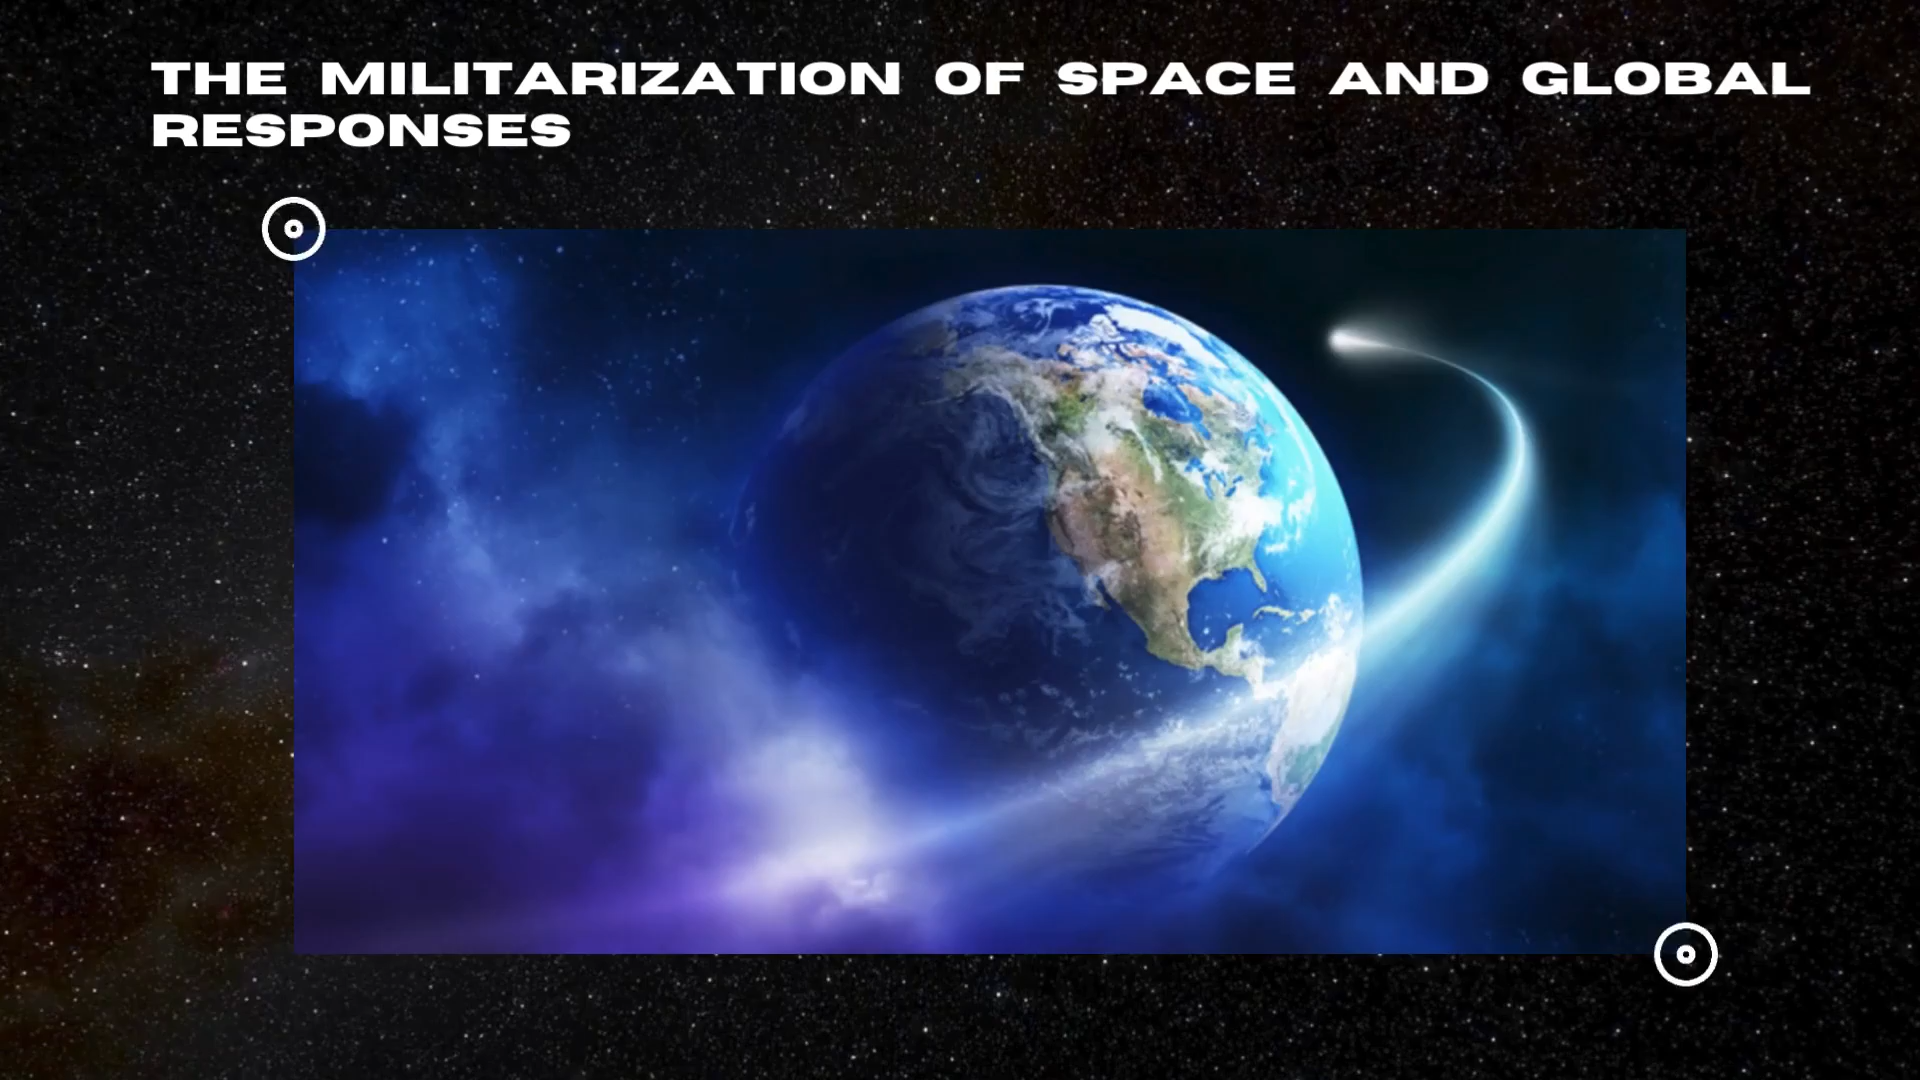 THE MILITARIZATION OF SPACE AND GLOBAL
RESPONSES